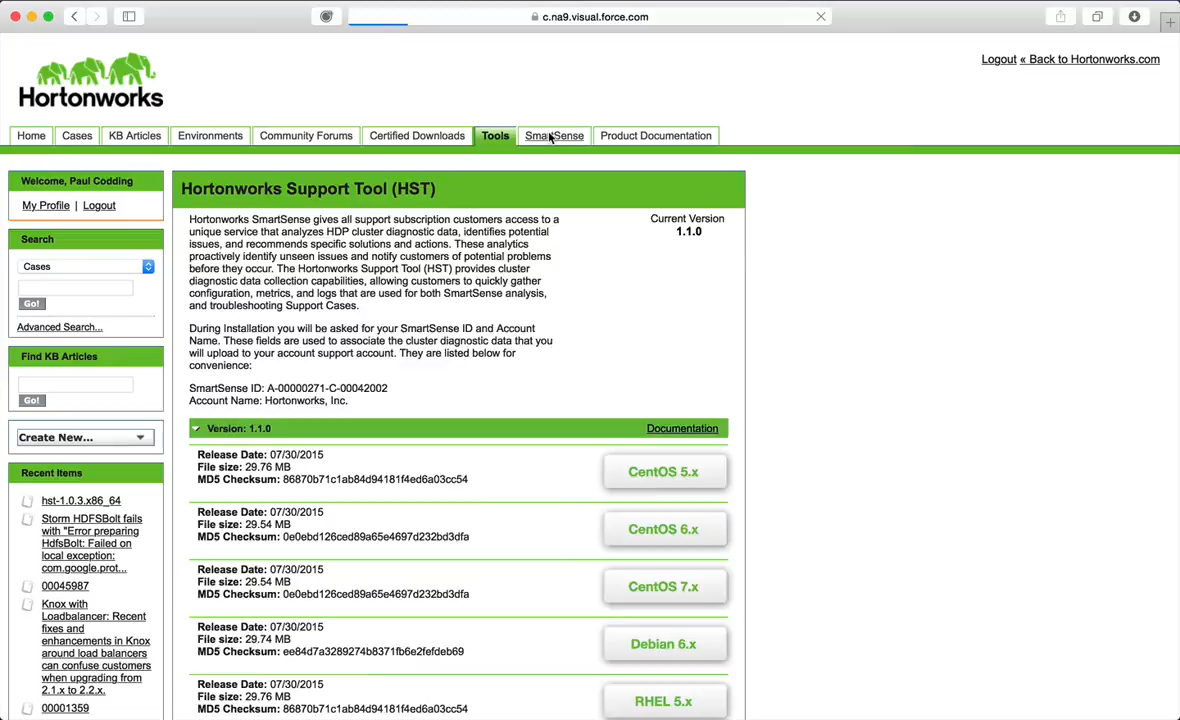 c.na9.visual.force.com
Logout « Back to Hortonworks.com
Hortonworks
Home
Cases
KB Articles
Environments
Community Forums
Certified Downloads
Tools
SmartSense
Product Documentation
Welcome, Paul Codding
My Profile | Logout
Search
Cases
Go!
Advanced Search...
Find KB Articles
Go!
Create New...
Recent Items
hst-1.0.3.x86_64
Storm HDFSBolt fails
with "Error preparing
HdfsBolt: Failed on
local exception:
com.google.prot...
00045987
Knox with
Loadbalancer: Recent
fixes and
enhancements in Knox
around load balancers
can confuse customers
when upgrading from
2.1.x to 2.2.x.
00001359
Hortonworks Support Tool (HST)
Hortonworks SmartSense gives all support subscription customers access to a
unique service that analyzes HDP cluster diagnostic data, identifies potential
issues, and recommends specific solutions and actions. These analytics
proactively identify unseen issues and notify customers of potential problems
before they occur. The Hortonworks Support Tool (HST) provides cluster
diagnostic data collection capabilities, allowing customers to quickly gather
configuration, metrics, and logs that are used for both SmartSense analysis,
and troubleshooting Support Cases.
Current Version
1.1.0
During Installation you will be asked for your SmartSense ID and Account
Name. These fields are used to associate the cluster diagnostic data that you
will upload to your account support account. They are listed below for
convenience:
SmartSense ID: A-00000271-C-00042002
Account Name: Hortonworks, Inc.
Version: 1.1.0
Documentation
Release Date: 07/30/2015
File size: 29.76 MB
MD5 Checksum: 86870b71c1ab84d94181f4ed6a03cc54
CentOS 5.x
Release Date: 07/30/2015
File size: 29.54 MB
MD5 Checksum: 0e0ebd126ced89a65e4697d232bd3dfa
CentOS 6.x
Release Date: 07/30/2015
File size: 29.54 MB
MD5 Checksum: 0e0ebd126ced89a65e4697d232bd3dfa
CentOS 7.x
Release Date: 07/30/2015
File size: 29.74 MB
MD5 Checksum: ee84d7a3289274b8371fb6e2fefdeb69
Debian 6.x
Release Date: 07/30/2015
File size: 29.76 MB
MD5 Checksum: 86870b71c1ab84d94181f4ed6a03cc54
RHEL 5.x